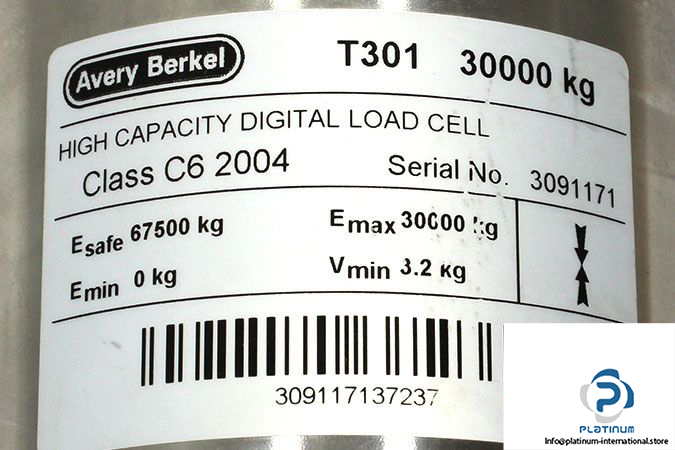 Avery Berkel
T301 30000 kg
HIGH CAPACITY DIGITAL LOAD CELL
Class C6 2004 Serial No. 3091171
Esafe 67500 kg Emax 30000 kg
Emin 0 kg Vmin 3.2 kg
309117137237
PLATINUM
Info@platinum-international.store